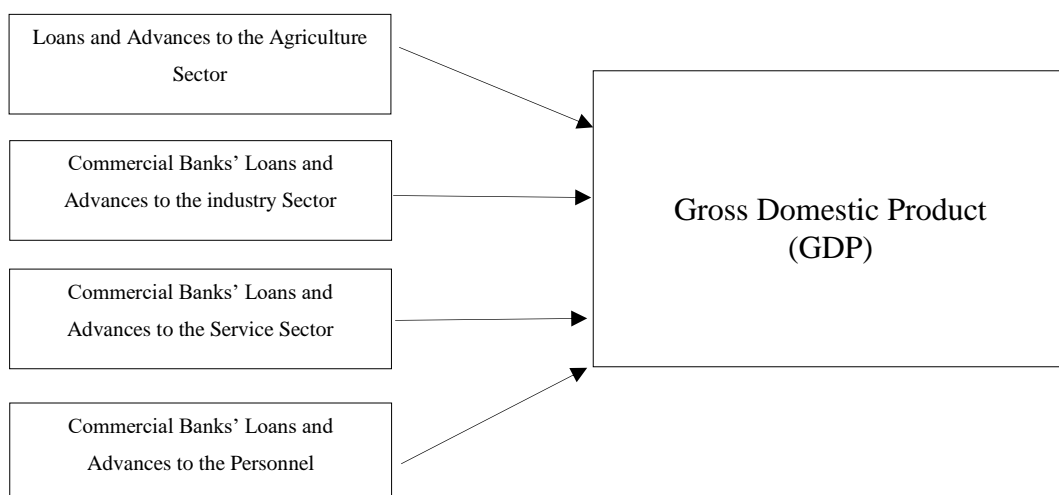 Loans and Advances to the Agriculture
Sector
Commercial Banks’ Loans and
Advances to the industry Sector
Commercial Banks’ Loans and
Advances to the Service Sector
Commercial Banks’ Loans and
Advances to the Personnel
Gross Domestic Product
(GDP)